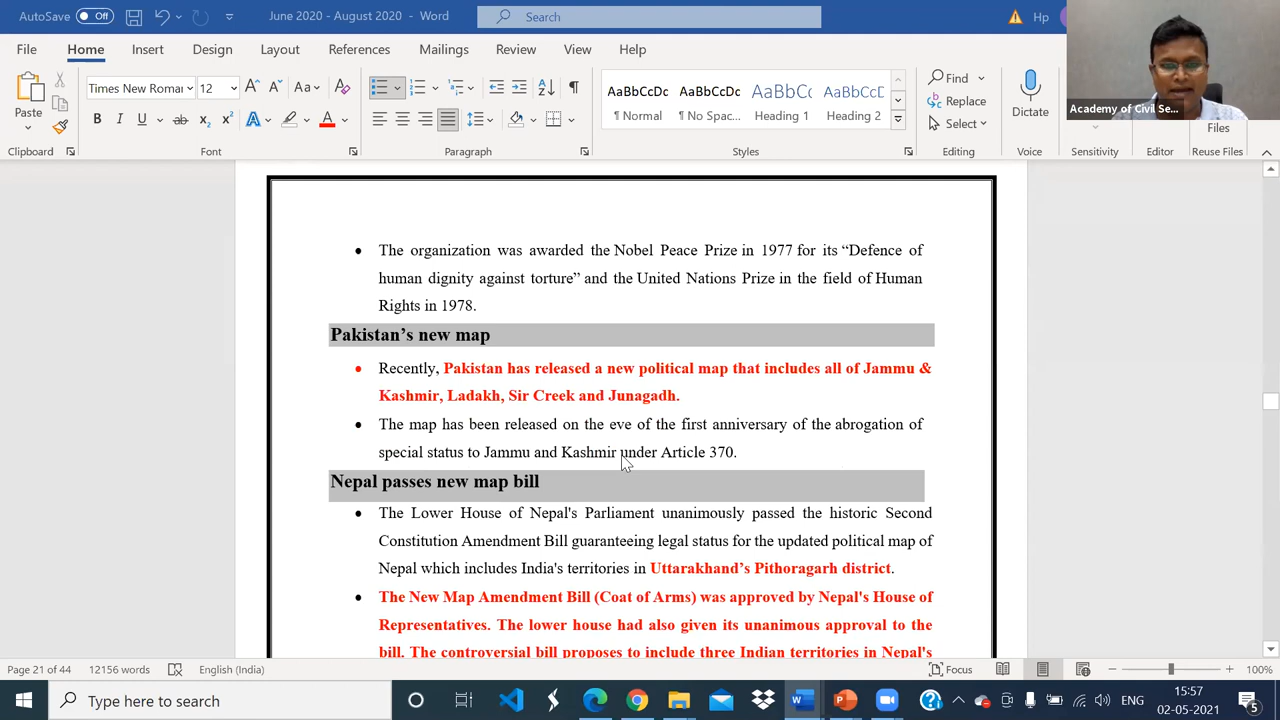 AutoSave Off June 2020 - August 2020 - Word Search Hp
File Home Insert Design Layout References Mailings Review View Help
Academy of Civil Se...
Paste
Times New Roma 12
AaBbCcDc AaBbCcDc AaBbCc AaBbCcD
¶ Normal ¶ No Spac... Heading 1 Heading 2
Find
Replace
Select
Dictate
Files
Clipboard Font Paragraph Styles Editing Voice Sensitivity Editor Reuse Files
• The organization was awarded the Nobel Peace Prize in 1977 for its “Defence of
human dignity against torture” and the United Nations Prize in the field of Human
Rights in 1978.
Pakistan’s new map
• Recently, Pakistan has released a new political map that includes all of Jammu &
Kashmir, Ladakh, Sir Creek and Junagadh.
• The map has been released on the eve of the first anniversary of the abrogation of
special status to Jammu and Kashmir under Article 370.
Nepal passes new map bill
• The Lower House of Nepal's Parliament unanimously passed the historic Second
Constitution Amendment Bill guaranteeing legal status for the updated political map of
Nepal which includes India's territories in Uttarakhand’s Pithoragarh district.
• The New Map Amendment Bill (Coat of Arms) was approved by Nepal's House of
Representatives. The lower house had also given its unanimous approval to the
bill. The controversial bill proposes to include three Indian territories in Nepal's
Page 21 of 44 12156 words English (India) Focus 100%
Type here to search
ENG
15:57
02-05-2021
5